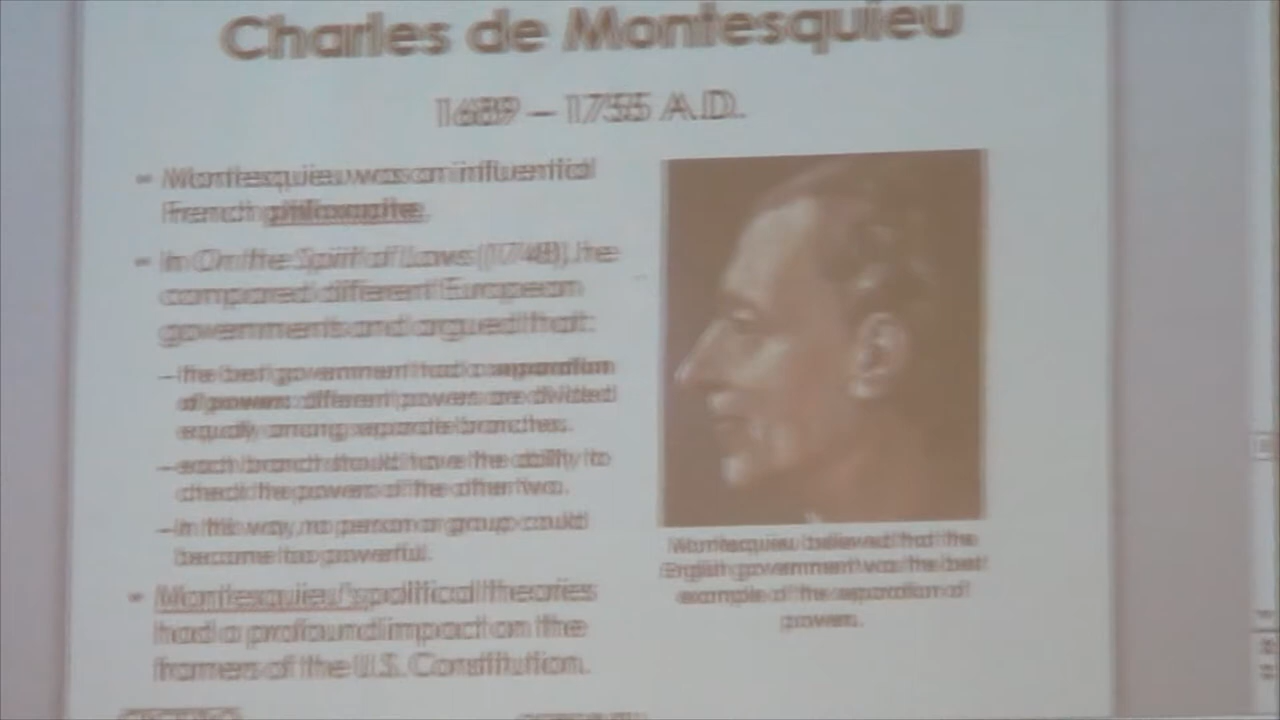 Charles de Montesquieu
1689 – 1755 A.D.
- Montesquieu was an influential
French philosophe.
- In On the Spirit of Laws (1748), he
compared different European
governments and argued that:
– the best government had a separation
of powers: different powers are divided
equally among separate branches.
– each branch should have the ability to
check the powers of the other two.
– In this way, no person or group could
become too powerful.
- Montesquieu's political theories
had a profound impact on the
framers of the U.S. Constitution.
Montesquieu believed that the
English government was the best
example of the separation of
powers.